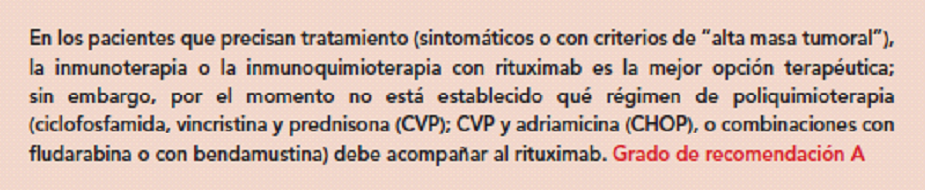 En los pacientes que precisan tratamiento (sintomáticos o con criterios de “alta masa tumoral”),
la inmunoterapia o la inmunoquimioterapia con rituximab es la mejor opción terapéutica;
sin embargo, por el momento no está establecido qué régimen de poliquimioterapia
(ciclofosfamida, vincristina y prednisona (CVP); CVP y adriamicina (CHOP), o combinaciones con
fludarabina o con bendamustina) debe acompañar al rituximab. Grado de recomendación A